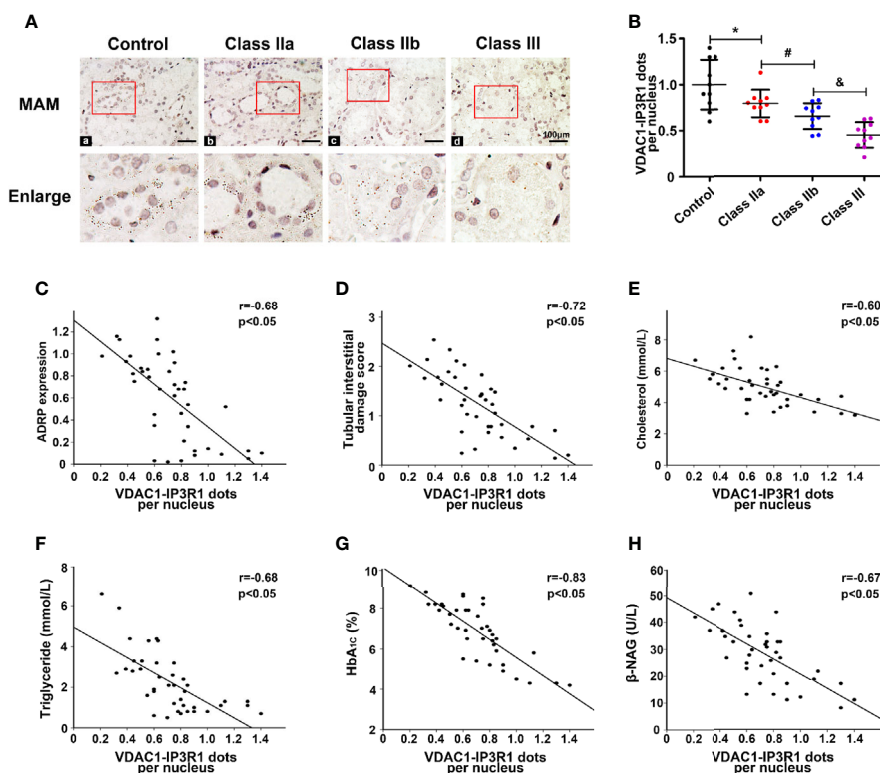 A
Control Class IIa Class IIb Class III
MAM
a b c d 100μm
Enlarge
B
VDAC1-IP3R1 dots
per nucleus
1.5
1.0
0.5
0.0
* # &
Control Class IIa Class IIb Class III
C
r=-0.68
p<0.05
ADRP expression
1.2
1.0
0.8
0.6
0.4
0.2
0
0 0.2 0.4 0.6 0.8 1.0 1.2 1.4
VDAC1-IP3R1 dots
per nucleus
D
r=-0.72
p<0.05
Tubular interstitial
damage score
3
2
1
0
0 0.2 0.4 0.6 0.8 1.0 1.2 1.4
VDAC1-IP3R1 dots
per nucleus
E
r=-0.60
p<0.05
Cholesterol (mmol/L)
8
6
4
2
0
0 0.2 0.4 0.6 0.8 1.0 1.2 1.4
VDAC1-IP3R1 dots
per nucleus
F
r=-0.68
p<0.05
Triglyceride (mmol/L)
8
6
4
2
0
0 0.2 0.4 0.6 0.8 1.0 1.2 1.4
VDAC1-IP3R1 dots
per nucleus
G
r=-0.83
p<0.05
HbA1C (%)
10
8
6
4
2
0 0.2 0.4 0.6 0.8 1.0 1.2 1.4
VDAC1-IP3R1 dots
per nucleus
H
r=-0.67
p<0.05
β-NAG (U/L)
60
50
40
30
20
10
0
0 0.2 0.4 0.6 0.8 1.0 1.2 1.4
VDAC1-IP3R1 dots
per nucleus